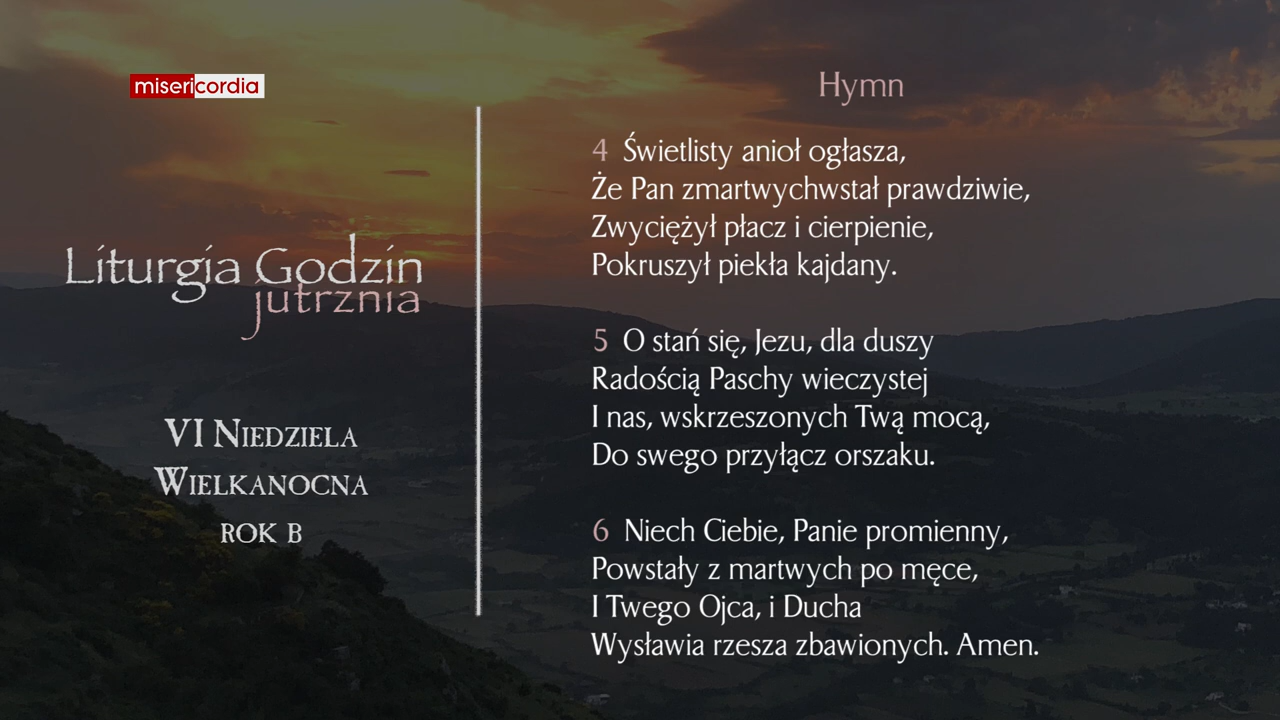 misericordia
Liturgia Godzin
jutrznia
VI Niedziela
Wielkanocna
rok B
Hymn
4 Świetlisty anioł ogłasza,
Że Pan zmartwychwstał prawdziwie,
Zwyciężył płacz i cierpienie,
Pokruszył piekła kajdany.
5 O stań się, Jezu, dla duszy
Radością Paschy wieczystej
I nas, wskrzeszonych Twą mocą,
Do swego przyłącz orszaku.
6 Niech Ciebie, Panie promienny,
Powstały z martwych po męce,
I Twego Ojca, i Ducha
Wysławia rzesza zbawionych. Amen.